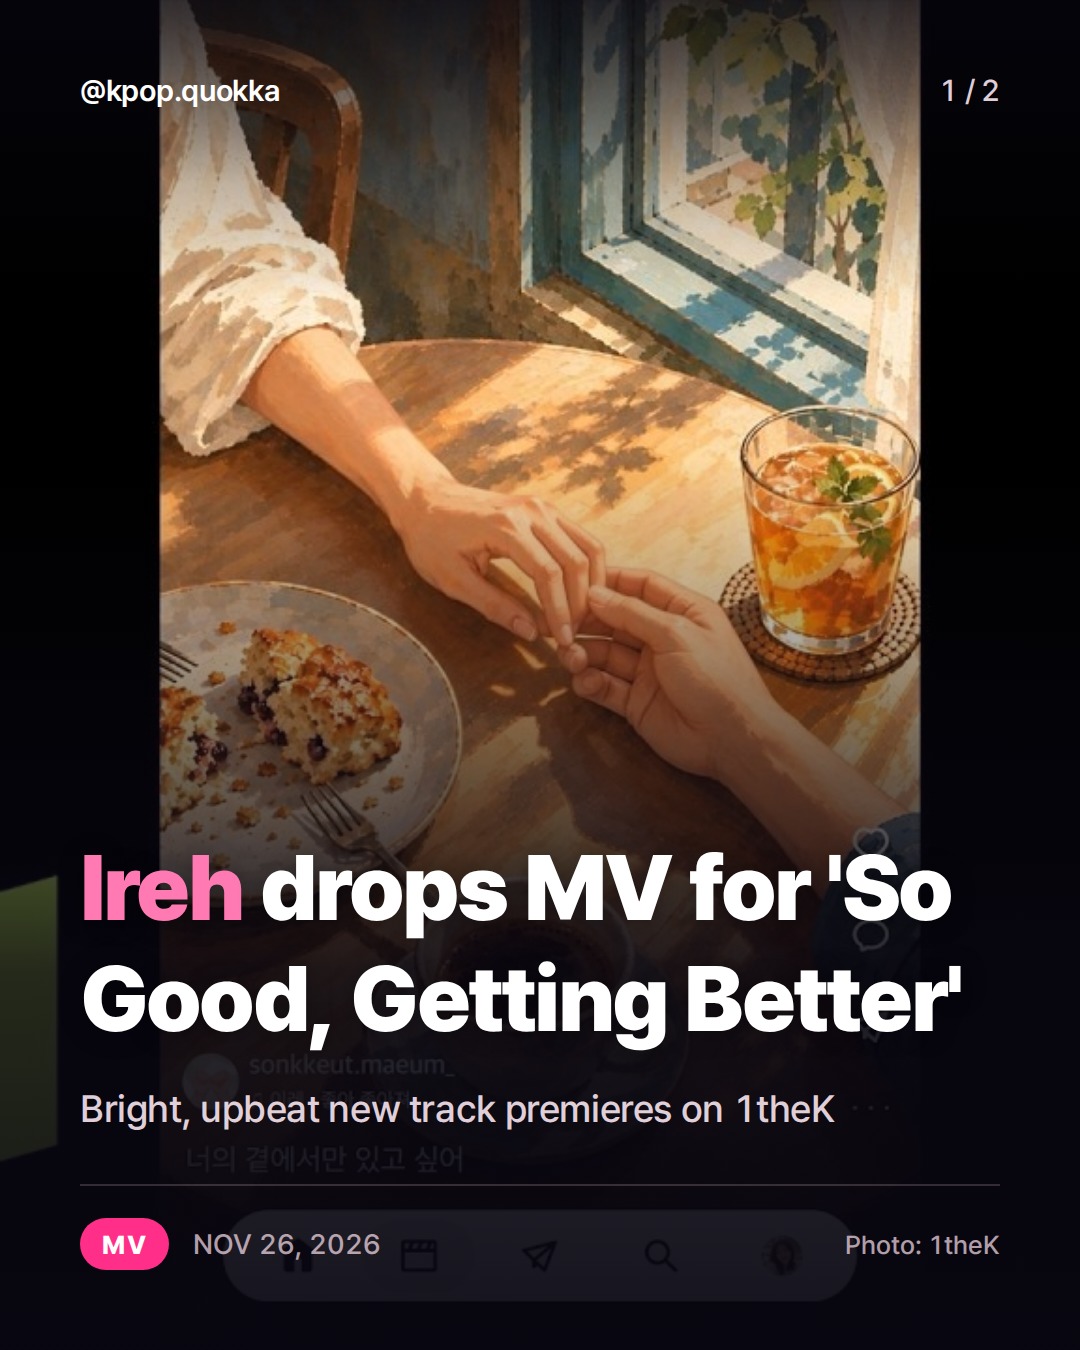 @kpop.quokka
1 / 2
Ireh drops MV for 'So
Good, Getting Better'
sonkkeut.maeum_
Bright, upbeat new track premieres on 1theK
너의 곁에서만 있고 싶어
MV
NOV 26, 2026
Photo: 1theK